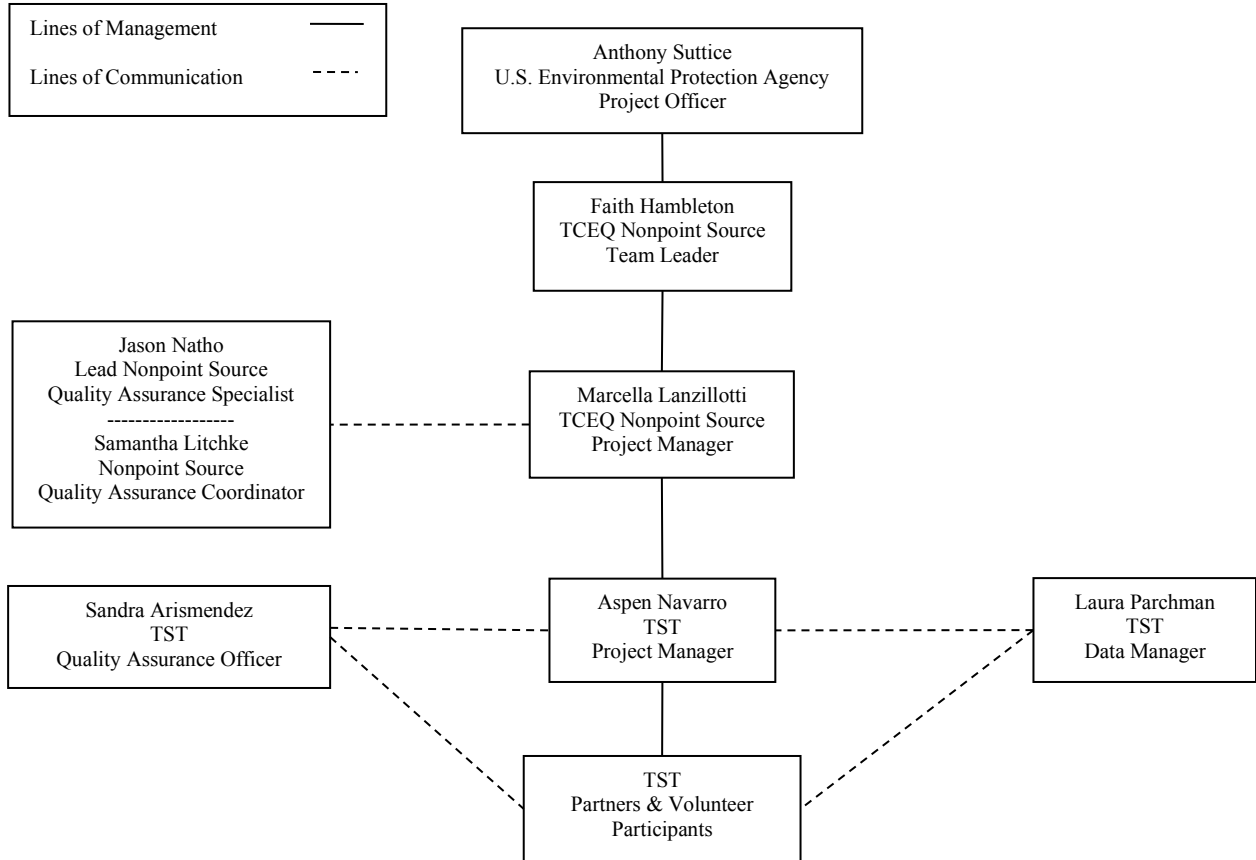 Lines of Management
Lines of Communication
Anthony Suttice
U.S. Environmental Protection Agency
Project Officer
Faith Hambleton
TCEQ Nonpoint Source
Team Leader
Jason Natho
Lead Nonpoint Source
Quality Assurance Specialist
------------------
Samantha Litchke
Nonpoint Source
Quality Assurance Coordinator
Marcella Lanzillotti
TCEQ Nonpoint Source
Project Manager
Sandra Arismendez
TST
Quality Assurance Officer
Aspen Navarro
TST
Project Manager
Laura Parchman
TST
Data Manager
TST
Partners & Volunteer
Participants